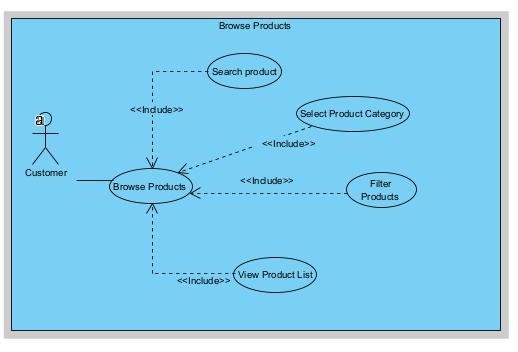 Browse Products
Search product
<<Include>>
a
Select Product Category
<<Include>>
Customer
Browse Products
<<Include>>
Filter
Products
View Product List
<<Include>>